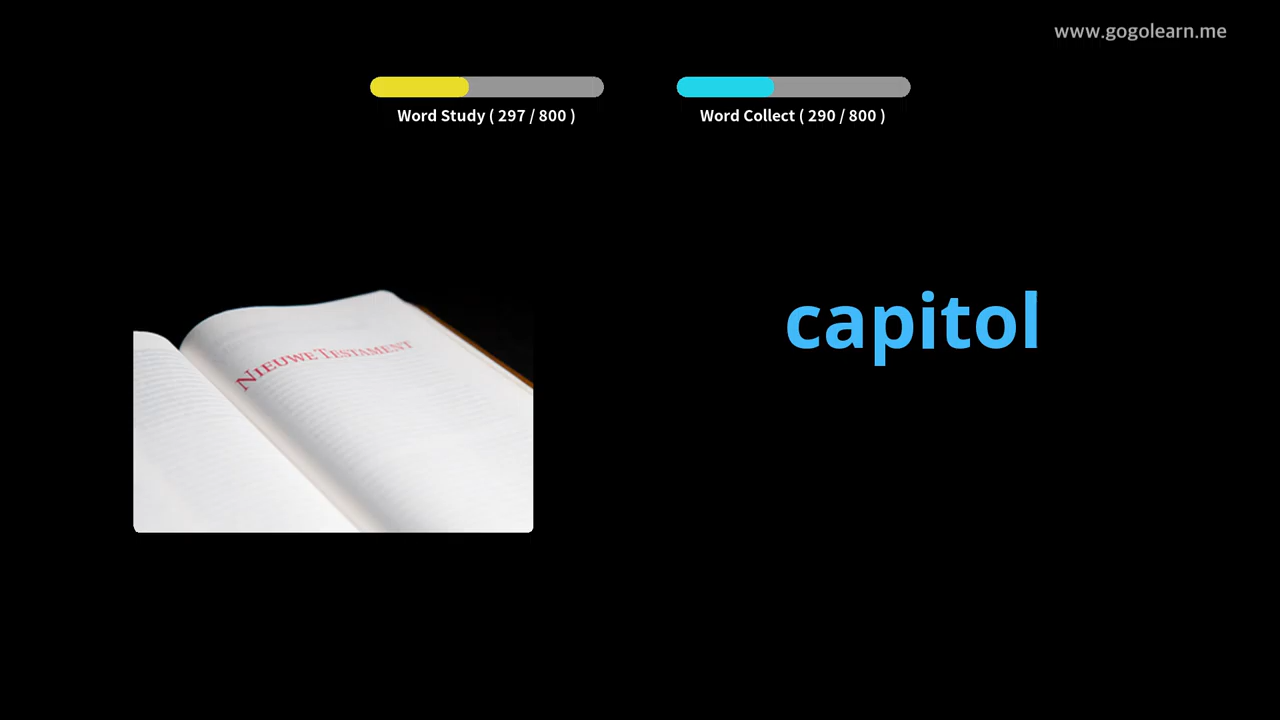 www.gogolearn.me
Word Study ( 297 / 800 )
Word Collect ( 290 / 800 )
NIEUWE TESTAMENT
capitol